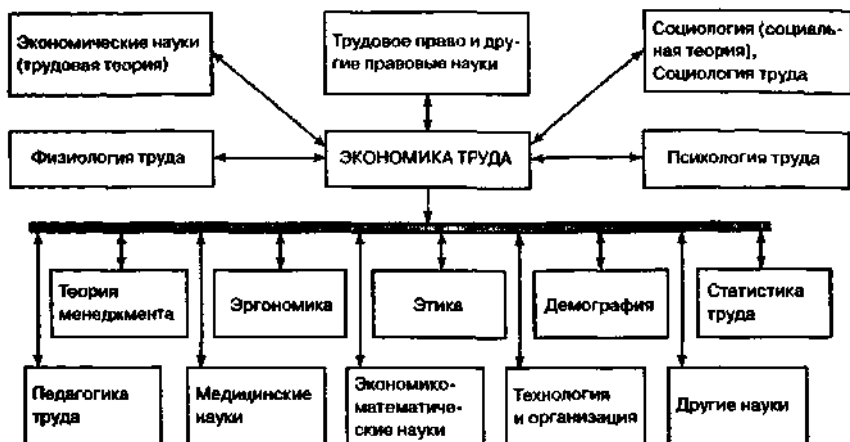 Экономические науки
(трудовая теория)
Трудовое право и дру-
гие правовые науки
Социология (социаль-
ная теория),
Социология труда
Физиология труда
ЭКОНОМИКА ТРУДА
Психология труда
Теория
менеджмента
Эргономика
Этика
Демография
Статистика
труда
Педагогика
труда
Медицинские
науки
Экономико-
математиче-
ские науки
Технология
и организация
Другие науки